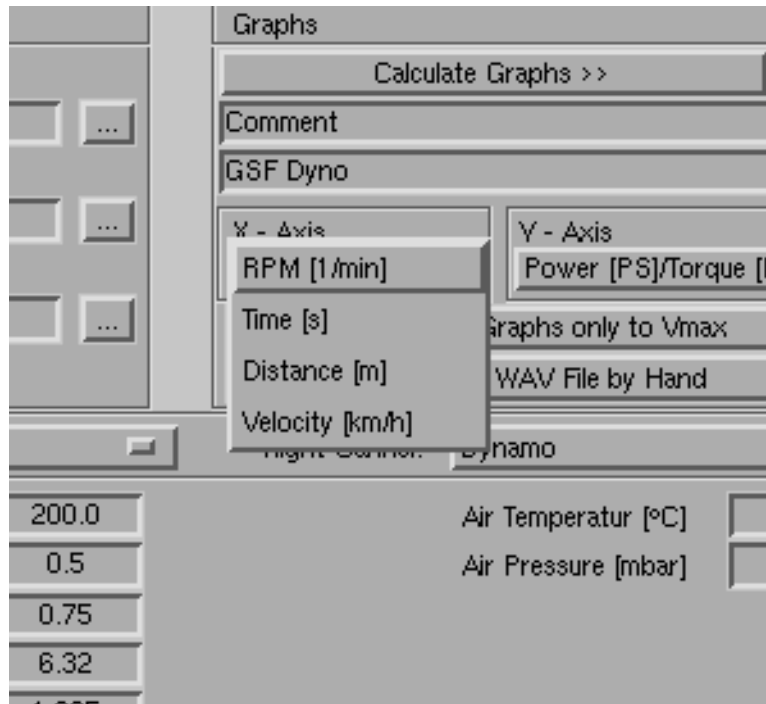 Graphs
Calculate Graphs >>
...
Comment
GSF Dyno
...
X - Axis
Y - Axis
RPM [1/min]
Power [PS]/Torque [
Time [s]
...
Graphs only to Vmax
Distance [m]
WAV File by Hand
Velocity [km/h]
Dynamo
200.0
Air Temperatur [°C]
0.5
Air Pressure [mbar]
0.75
6.32